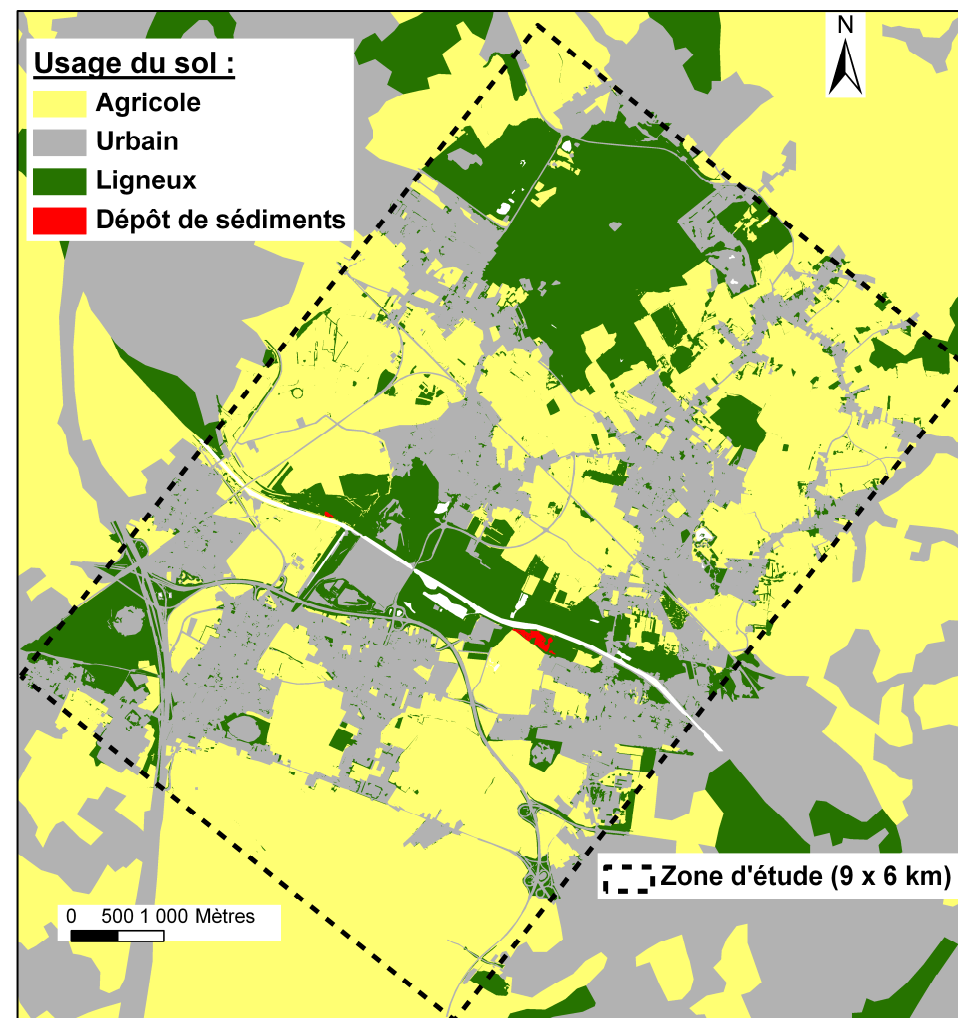 N
Usage du sol :
Agricole
Urbain
Ligneux
Dépôt de sédiments
Zone d'étude (9 x 6 km)
0 500 1 000 Mètres